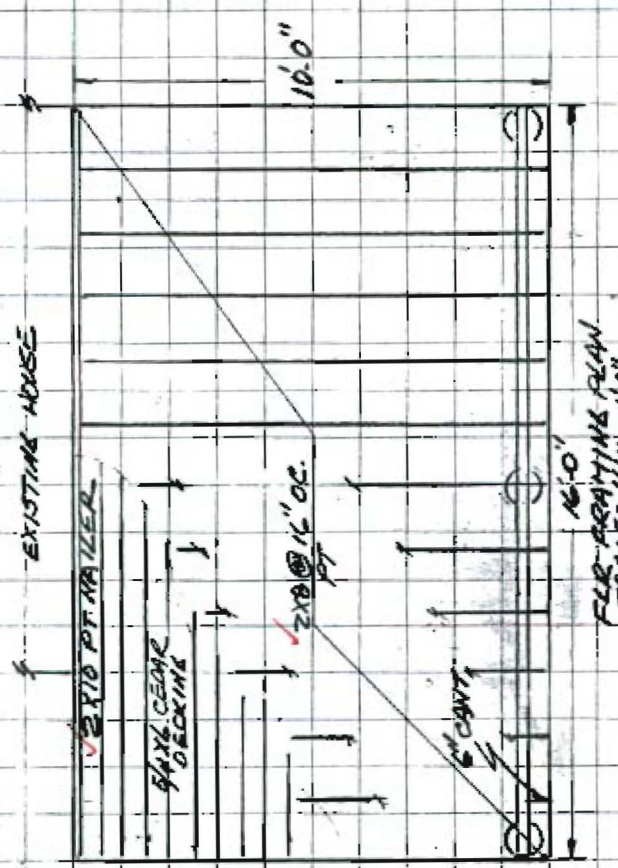 EXISTING HOUSE
10'-0"
2X10 PT. NAILER
5/4X6 CEDAR
DECKING
2X8 @ 16" OC.
PT
6" CANT.
16'-0"
FLR FRAMING PLAN